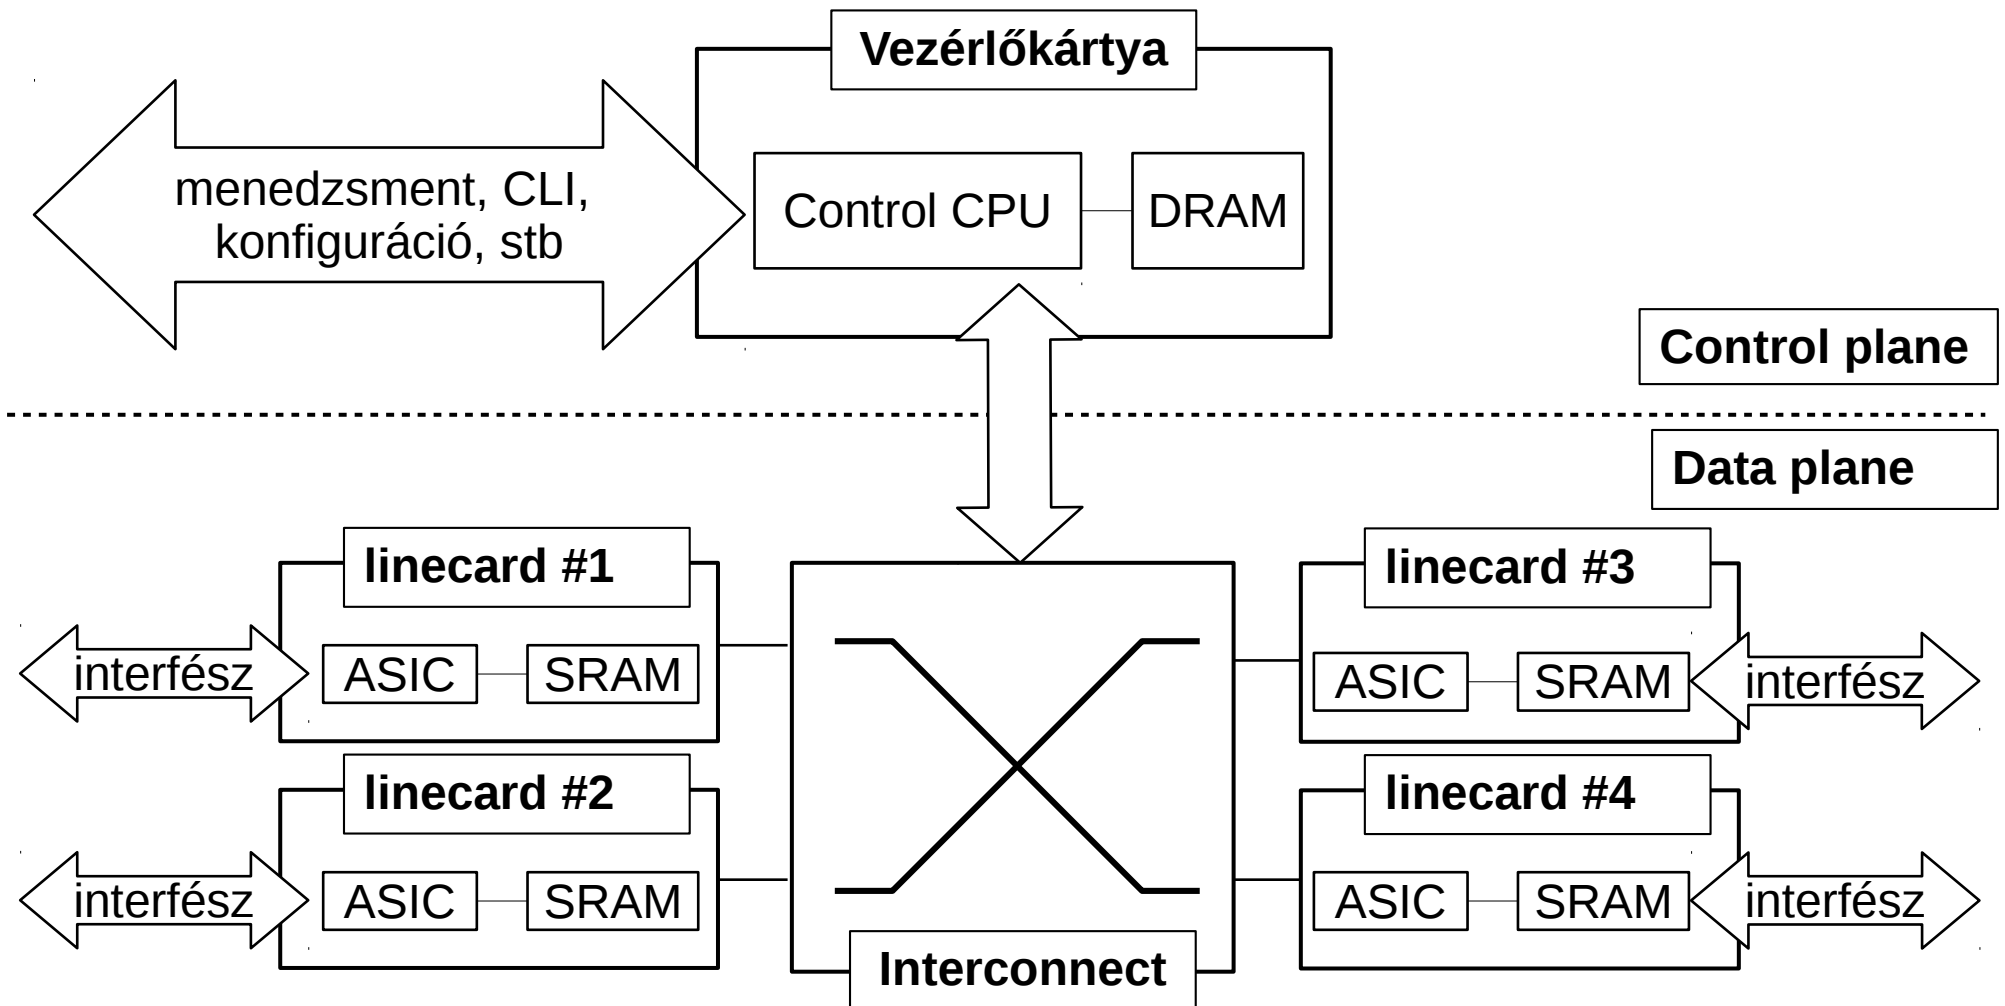 Vezérlőkártya
menedzsment, CLI,
konfiguráció, stb
Control CPU
DRAM
Control plane
Data plane
linecard #1
interfész
ASIC
SRAM
linecard #2
interfész
ASIC
SRAM
Interconnect
linecard #3
ASIC
SRAM
interfész
linecard #4
ASIC
SRAM
interfész